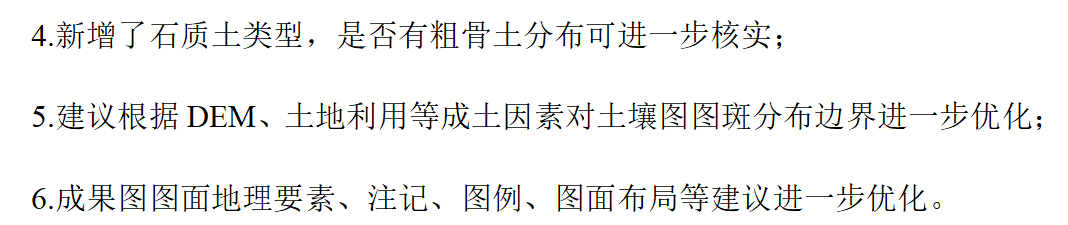 4.新增了石质土类型，是否有粗骨土分布可进一步核实；
5.建议根据 DEM、土地利用等成土因素对土壤图图斑分布边界进一步优化；
6.成果图图面地理要素、注记、图例、图面布局等建议进一步优化。